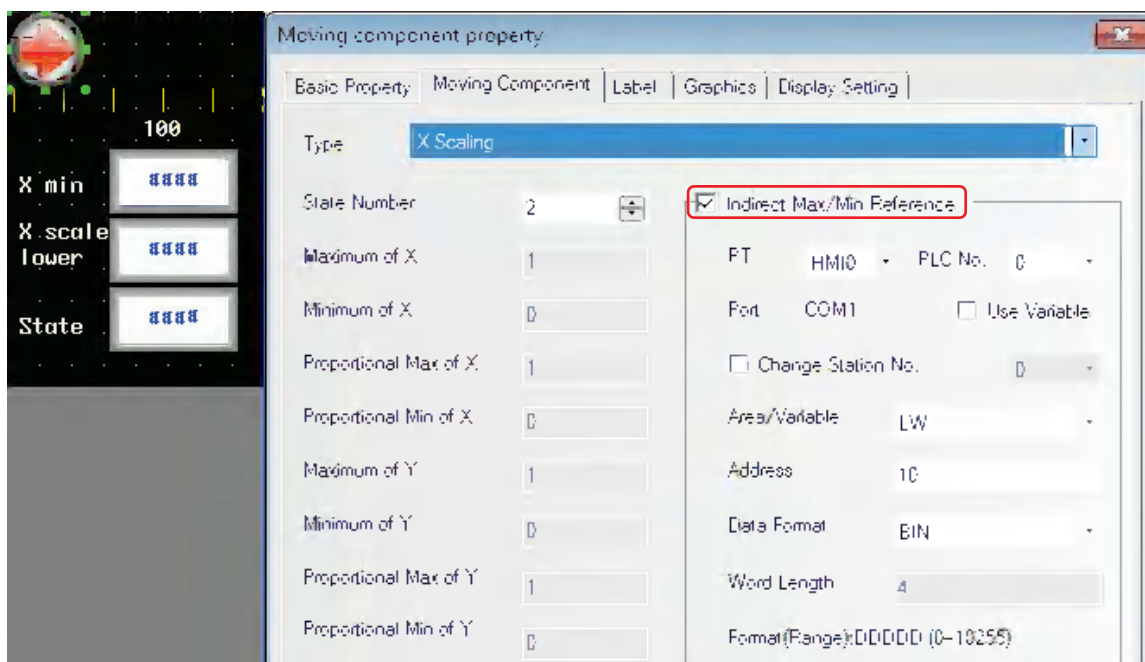 100
X min
####
X scale
lower
####
State
####
Moving component property
Basic Property
Moving Component
Label
Graphics
Display Setting
Type
X Scaling
State Number
2
Maximum of X
1
Minimum of X
0
Proportional Max of X
1
Proportional Min of X
0
Maximum of Y
1
Minimum of Y
0
Proportional Max of Y
1
Proportional Min of Y
0
Indirect Max/Min Reference
PT
HMI0
PLC No.
0
Port
COM1
Use Variable
Change Station No.
0
Area/Variable
LW
Address
10
Data Format
BIN
Word Length
4
Format(Range):DDDDD (0~10255)